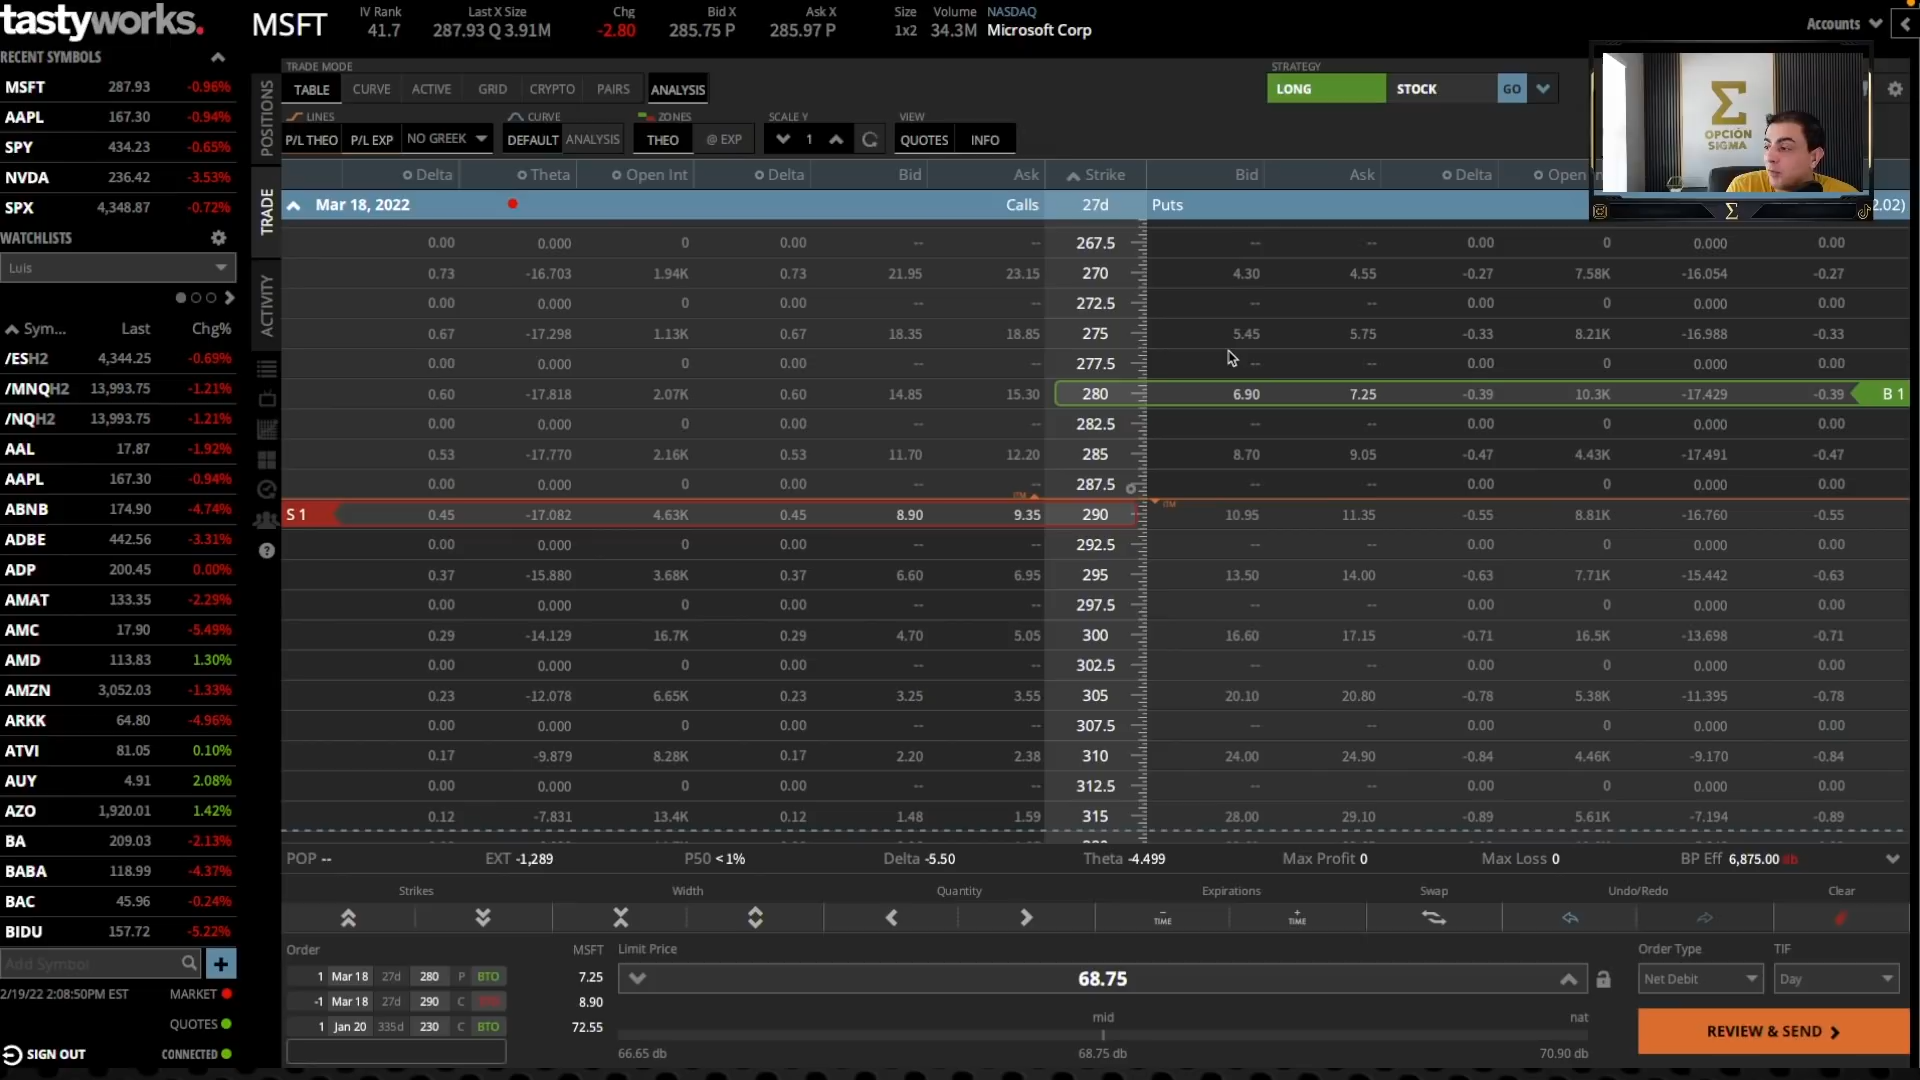 tastyworks.
MSFT
IV Rank
41.7
Last X Size
287.93 Q 3.91M
Chg
-2.80
Bid X
285.75 P
Ask X
285.97 P
Size
1x2
Volume
34.3M
NASDAQ
Microsoft Corp
Accounts
RECENT SYMBOLS
MSFT 287.93 -0.96%
AAPL 167.30 -0.94%
SPY 434.23 -0.65%
NVDA 236.42 -3.53%
SPX 4,348.87 -0.72%
WATCHLISTS
Luis
Sym... Last Chg%
/ESH2 4,344.25 -0.69%
/MNQH2 13,993.75 -1.21%
/NQH2 13,993.75 -1.21%
AAL 17.87 -1.92%
AAPL 167.30 -0.94%
ABNB 174.90 -4.74%
ADBE 442.56 -3.31%
ADP 200.45 0.00%
AMAT 133.35 -2.29%
AMC 17.90 -5.49%
AMD 113.83 1.30%
AMZN 3,052.03 -1.33%
ARKK 64.80 -4.96%
ATVI 81.05 0.10%
AUY 4.91 2.08%
AZO 1,920.01 1.42%
BA 209.03 -2.13%
BABA 118.99 -4.37%
BAC 45.96 -0.24%
BIDU 157.72 -5.22%
Add Symbol
2/19/22 2:08:50PM EST MARKET
QUOTES
SIGN OUT CONNECTED
POSITIONS
TRADE
ACTIVITY
TRADE MODE
TABLE CURVE ACTIVE GRID CRYPTO PAIRS ANALYSIS
STRATEGY
LONG STOCK GO
OPCIÓN
SIGMA
LINES CURVE ZONES SCALE Y VIEW
P/L THEO P/L EXP NO GREEK DEFAULT ANALYSIS THEO @ EXP 1 QUOTES INFO
Delta Theta Open Int Delta Bid Ask Strike Bid Ask Delta Open
Mar 18, 2022 Calls 27d Puts 2.02)
0.00 0.000 0 0.00 -- -- 267.5 -- -- 0.00 0 0.000 0.00
0.73 -16.703 1.94K 0.73 21.95 23.15 270 4.30 4.55 -0.27 7.58K -16.054 -0.27
0.00 0.000 0 0.00 -- -- 272.5 -- -- 0.00 0 0.000 0.00
0.67 -17.298 1.13K 0.67 18.35 18.85 275 5.45 5.75 -0.33 8.21K -16.988 -0.33
0.00 0.000 0 0.00 -- -- 277.5 -- -- 0.00 0 0.000 0.00
0.60 -17.818 2.07K 0.60 14.85 15.30 280 6.90 7.25 -0.39 10.3K -17.429 -0.39 B 1
0.00 0.000 0 0.00 -- -- 282.5 -- -- 0.00 0 0.000 0.00
0.53 -17.770 2.16K 0.53 11.70 12.20 285 8.70 9.05 -0.47 4.43K -17.491 -0.47
0.00 0.000 0 0.00 -- -- 287.5 -- -- 0.00 0 0.000 0.00
ITM ITM
S 1 0.45 -17.082 4.63K 0.45 8.90 9.35 290 10.95 11.35 -0.55 8.81K -16.760 -0.55
0.00 0.000 0 0.00 -- -- 292.5 -- -- 0.00 0 0.000 0.00
0.37 -15.880 3.68K 0.37 6.60 6.95 295 13.50 14.00 -0.63 7.71K -15.442 -0.63
0.00 0.000 0 0.00 -- -- 297.5 -- -- 0.00 0 0.000 0.00
0.29 -14.129 16.7K 0.29 4.70 5.05 300 16.60 17.15 -0.71 16.5K -13.698 -0.71
0.00 0.000 0 0.00 -- -- 302.5 -- -- 0.00 0 0.000 0.00
0.23 -12.078 6.65K 0.23 3.25 3.55 305 20.10 20.80 -0.78 5.38K -11.395 -0.78
0.00 0.000 0 0.00 -- -- 307.5 -- -- 0.00 0 0.000 0.00
0.17 -9.879 8.28K 0.17 2.20 2.38 310 24.00 24.90 -0.84 4.46K -9.170 -0.84
0.00 0.000 0 0.00 -- -- 312.5 -- -- 0.00 0 0.000 0.00
0.12 -7.831 13.4K 0.12 1.48 1.59 315 28.00 29.10 -0.89 5.61K -7.194 -0.89
POP -- EXT -1,289 P50 < 1% Delta -5.50 Theta -4.499 Max Profit 0 Max Loss 0 BP Eff 6,875.00 db
Strikes Width Quantity Expirations Swap Undo/Redo Clear
TIME TIME
Order MSFT Limit Price Order Type TIF
1 Mar 18 27d 280 P BTO 7.25
-1 Mar 18 27d 290 C 8.90
1 Jan 20 335d 230 C BTO 72.55
68.75
Net Debit Day
mid nat
66.65 db 68.75 db 70.90 db
REVIEW & SEND